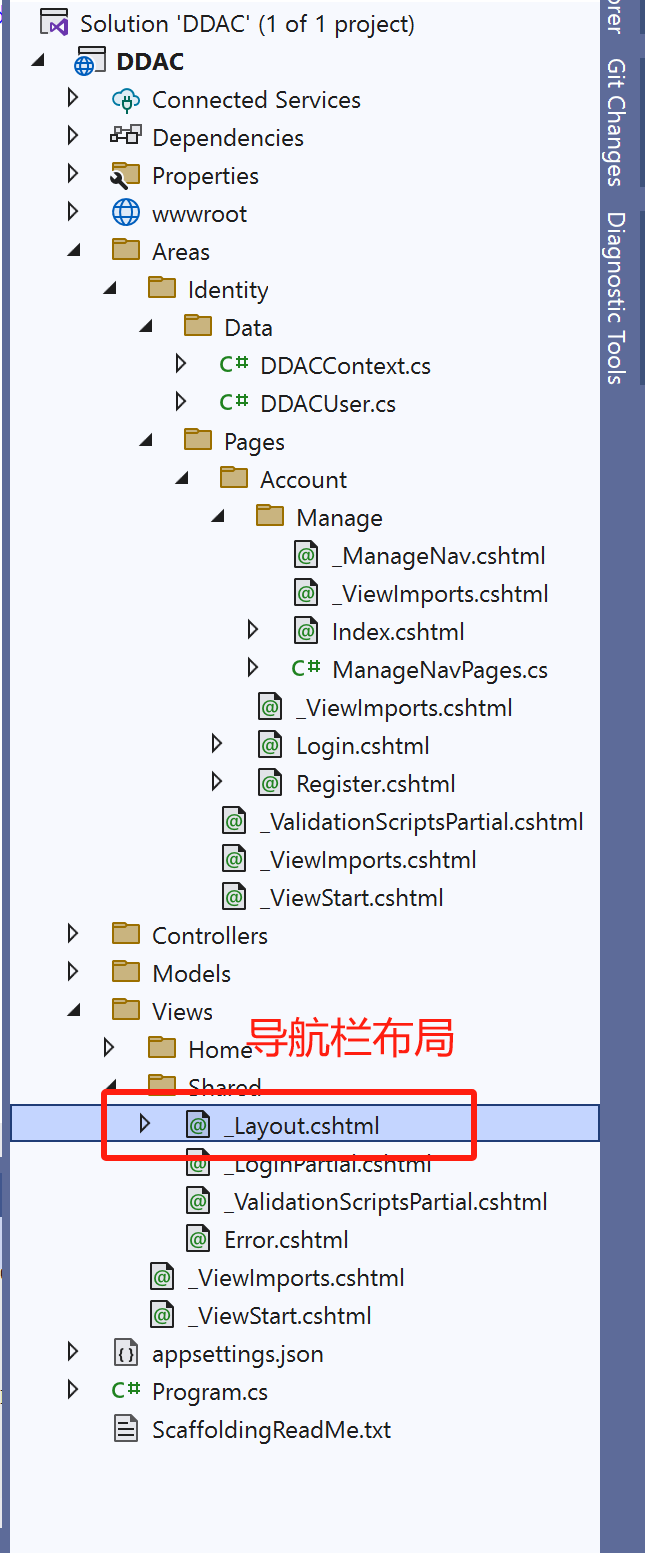 Solution 'DDAC' (1 of 1 project)
DDAC
Connected Services
Dependencies
Properties
wwwroot
Areas
Identity
Data
C# DDACContext.cs
C# DDACUser.cs
Pages
Account
Manage
@ _ManageNav.cshtml
@ _ViewImports.cshtml
@ Index.cshtml
C# ManageNavPages.cs
@ _ViewImports.cshtml
@ Login.cshtml
@ Register.cshtml
@ _ValidationScriptsPartial.cshtml
@ _ViewImports.cshtml
@ _ViewStart.cshtml
Controllers
Models
Views
导航栏布局
Home
Shared
@ _Layout.cshtml
@ _LoginPartial.cshtml
@ _ValidationScriptsPartial.cshtml
@ Error.cshtml
@ _ViewImports.cshtml
@ _ViewStart.cshtml
appsettings.json
C# Program.cs
ScaffoldingReadMe.txt
Git Changes
Diagnostic Tools